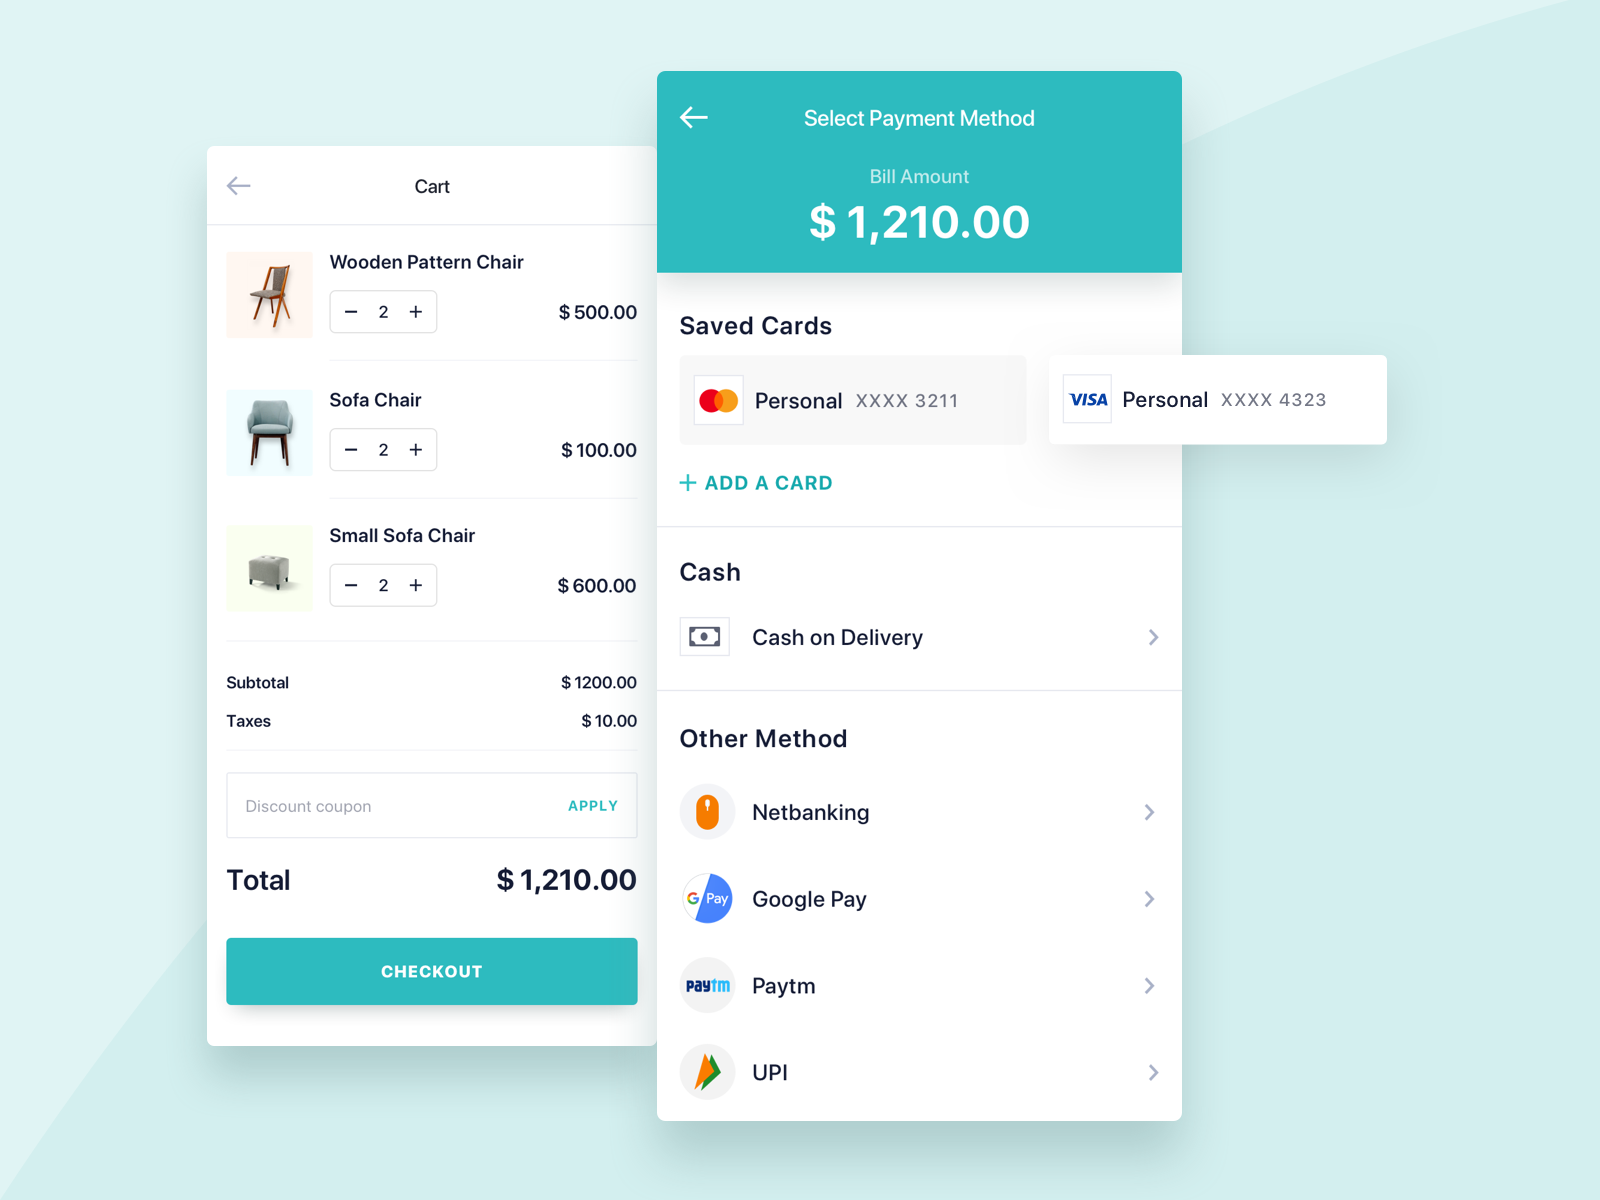 Cart
Wooden Pattern Chair
2
$ 500.00
Sofa Chair
2
$ 100.00
Small Sofa Chair
2
$ 600.00
Subtotal
$ 1200.00
Taxes
$ 10.00
Discount coupon
APPLY
Total
$ 1,210.00
CHECKOUT
Select Payment Method
Bill Amount
$ 1,210.00
Saved Cards
Personal XXXX 3211
VISA Personal XXXX 4323
+ ADD A CARD
Cash
Cash on Delivery
Other Method
Netbanking
G Pay Google Pay
paytm Paytm
UPI